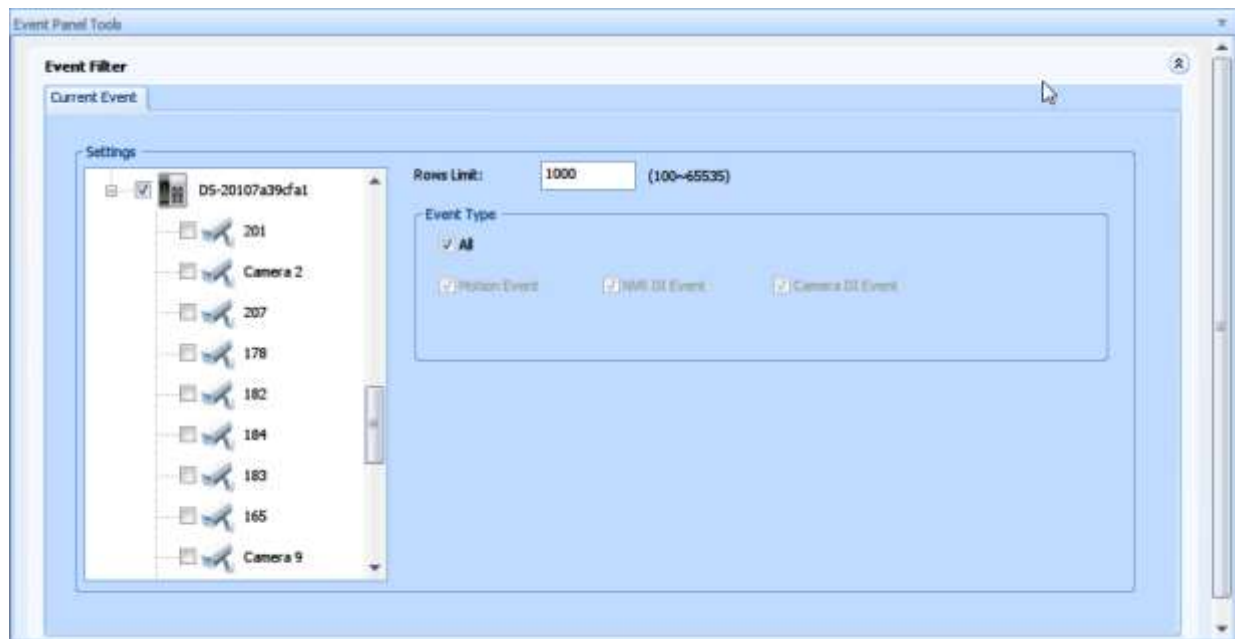 Event Panel Tools
Event Filter
Current Event
Settings
DS-20107a39cfa1
201
Camera 2
207
178
182
184
183
165
Camera 9
Rows Limit: 1000 (100~65535)
Event Type
All
Motion Event NVR DI Event Camera DI Event